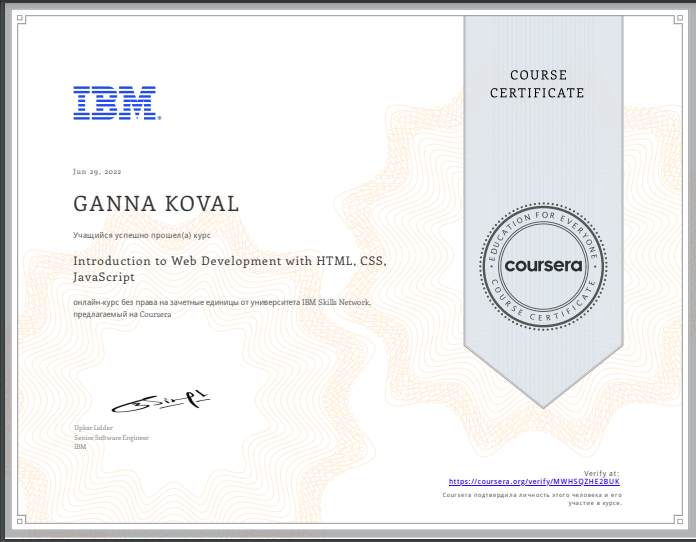 COURSE
CERTIFICATE
IBM®
Jun 29, 2022
GANNA KOVAL
Учащийся успешно прошел(а) курс
Introduction to Web Development with HTML, CSS,
JavaScript
онлайн-курс без права на зачетные единицы от университета IBM Skills Network,
предлагаемый на Coursera
EDUCATION FOR EVERYONE
coursera
COURSE CERTIFICATE
Upkar Lidder
Senior Software Engineer
IBM
Verify at:
https://coursera.org/verify/MWHSQZHE2BUK
Coursera подтвердила личность этого человека и его
участие в курсе.